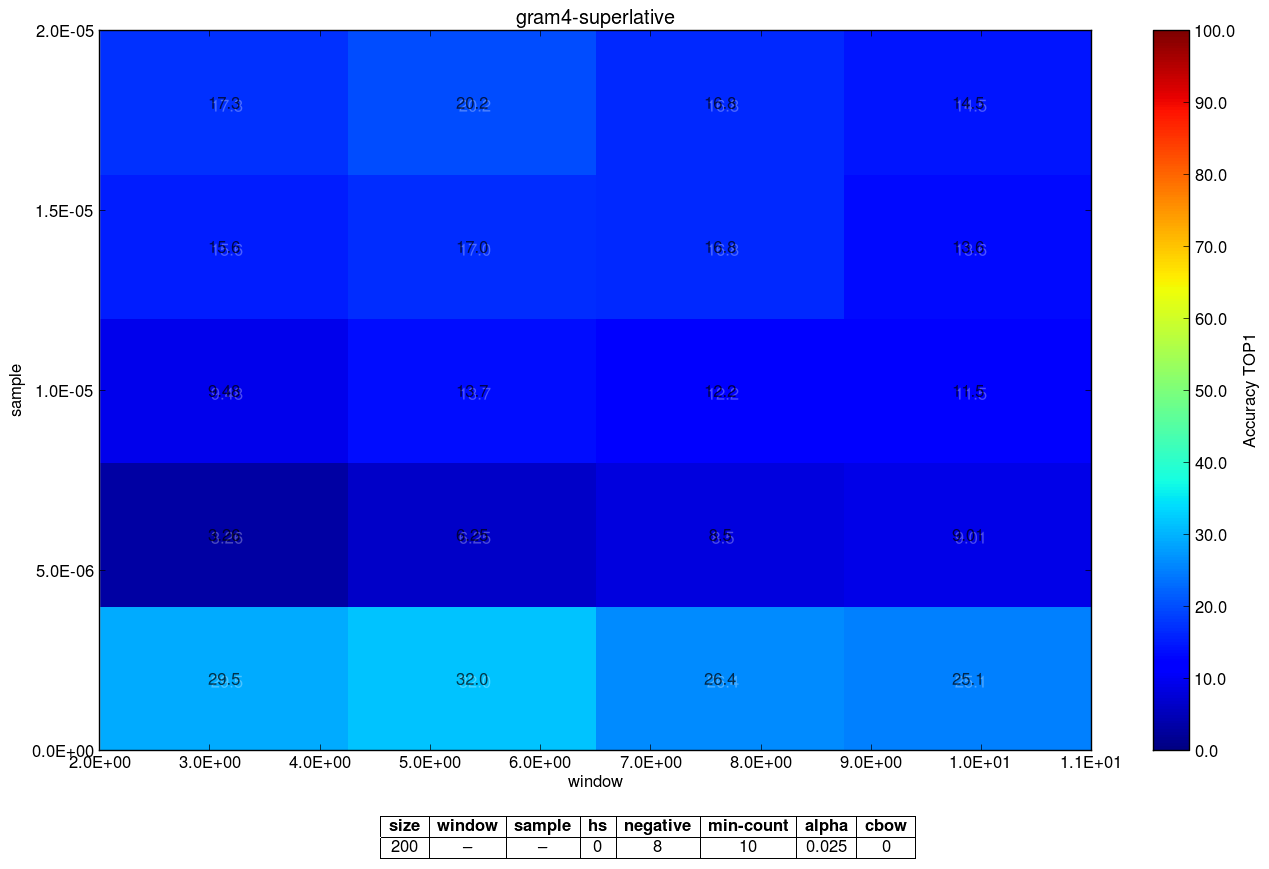 gram4-superlative
2.0E-05
100.0
17.3 20.2 16.8 14.5
90.0
80.0
1.5E-05
15.6 17.0 16.8 13.6
70.0
60.0
sample
1.0E-05
9.48 13.7 12.2 11.5
50.0
Accuracy TOP1
40.0
3.26 6.25 8.5 9.01
30.0
5.0E-06
20.0
29.5 32.0 26.4 25.1
10.0
0.0E+00
0.0
2.0E+00 3.0E+00 4.0E+00 5.0E+00 6.0E+00 7.0E+00 8.0E+00 9.0E+00 1.0E+01 1.1E+01
window
size window sample hs negative min-count alpha cbow
200 – – 0 8 10 0.025 0